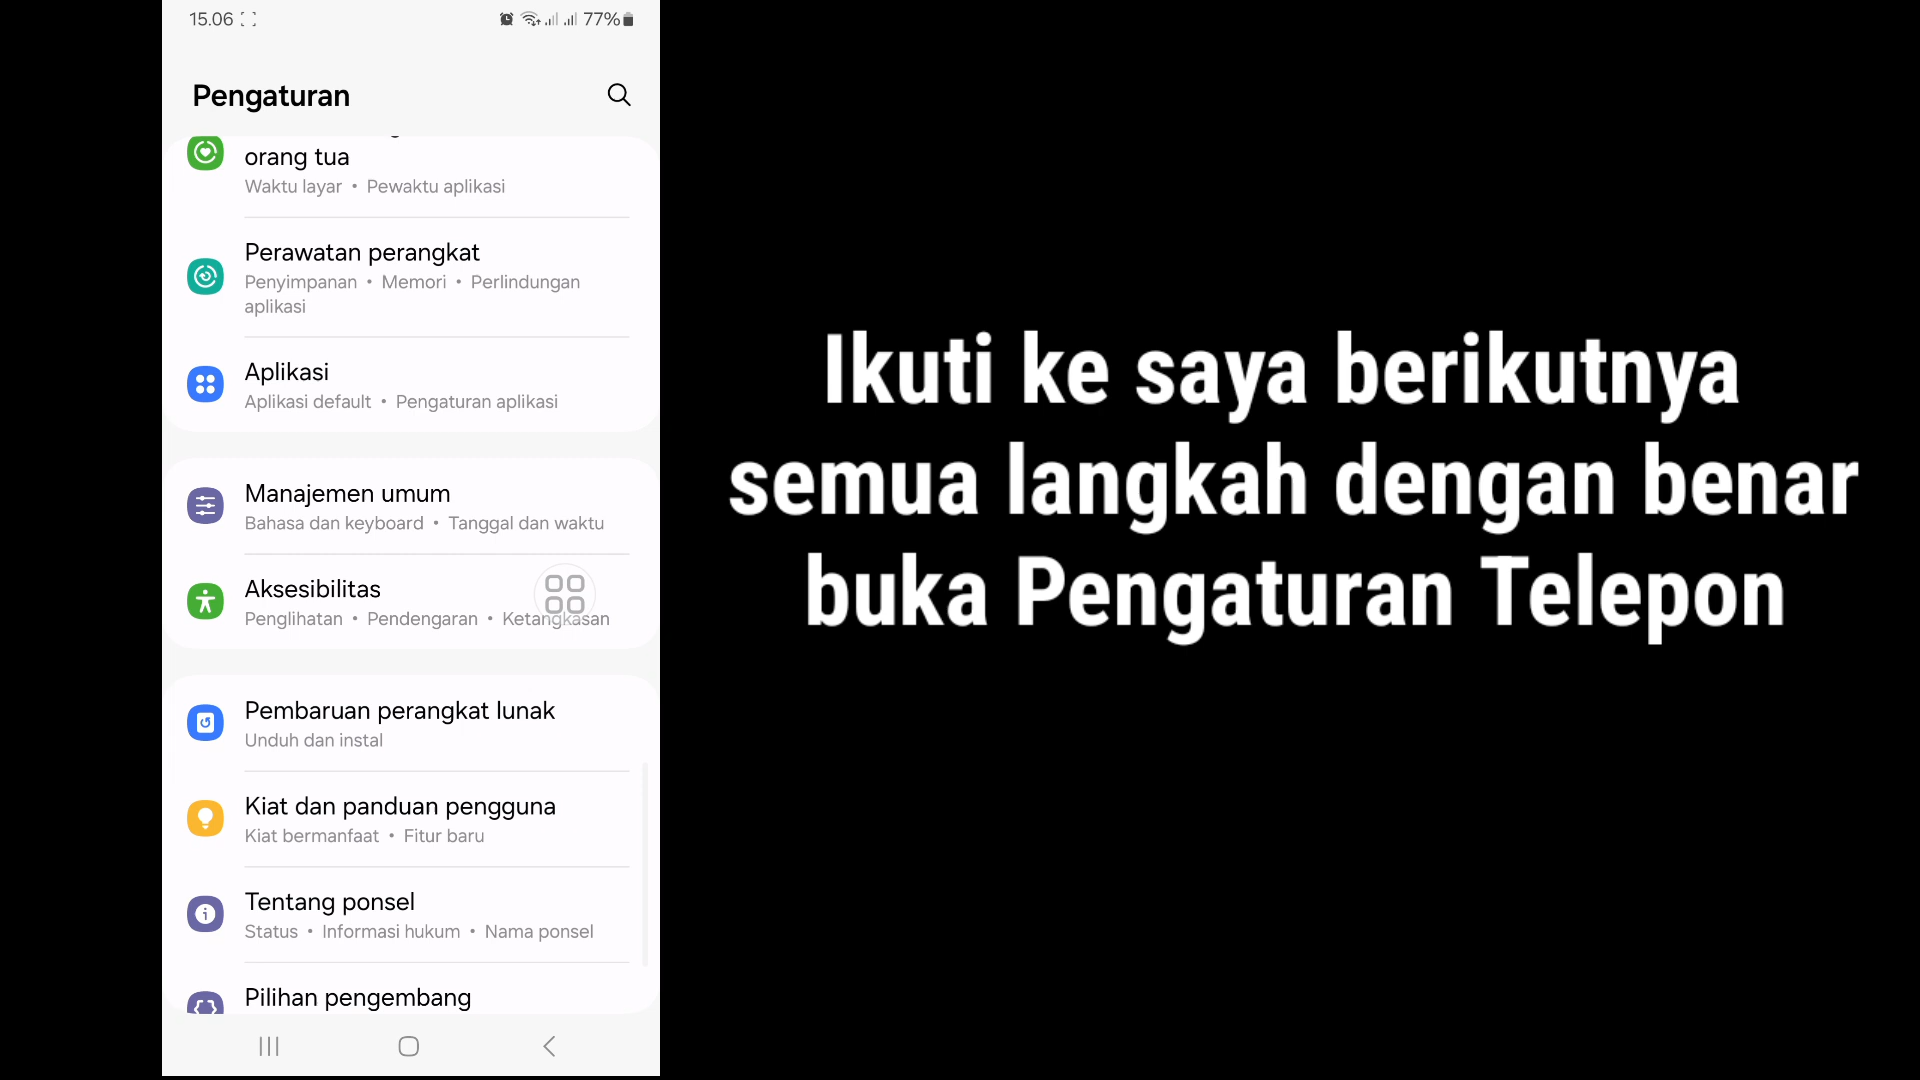 15.06
77%
Pengaturan
orang tua
Waktu layar • Pewaktu aplikasi
Perawatan perangkat
Penyimpanan • Memori • Perlindungan
aplikasi
Aplikasi
Aplikasi default • Pengaturan aplikasi
Manajemen umum
Bahasa dan keyboard • Tanggal dan waktu
Aksesibilitas
Penglihatan • Pendengaran • Ketangkasan
Pembaruan perangkat lunak
Unduh dan instal
Kiat dan panduan pengguna
Kiat bermanfaat • Fitur baru
Tentang ponsel
Status • Informasi hukum • Nama ponsel
Pilihan pengembang
Ikuti ke saya berikutnya
semua langkah dengan benar
buka Pengaturan Telepon